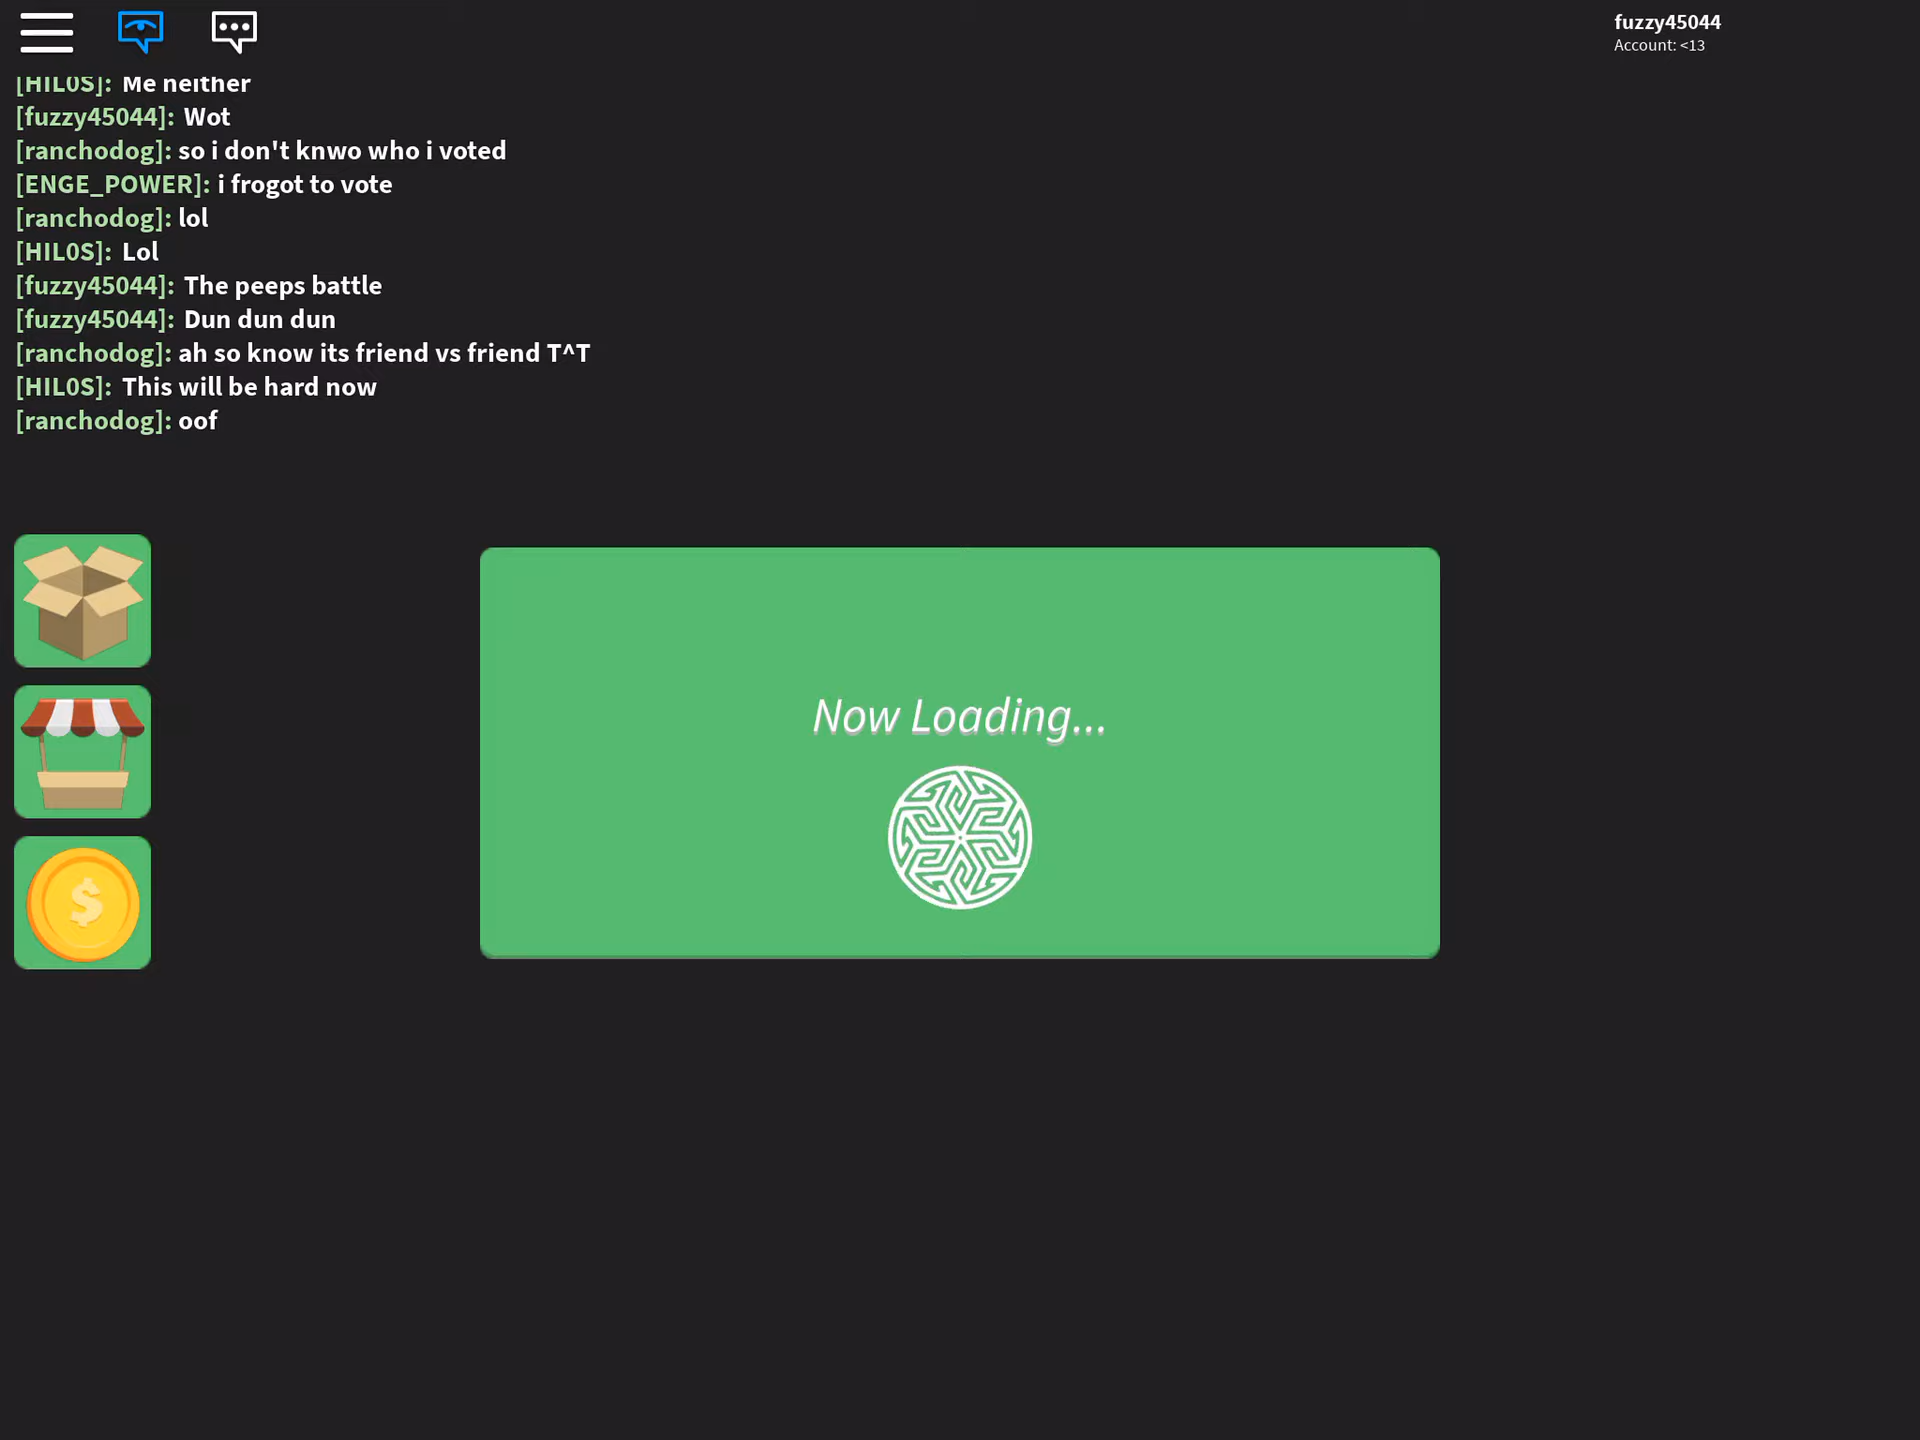 fuzzy45044
Account: <13
[HIL0S]: Me neither
[fuzzy45044]: Wot
[ranchodog]: so i don't knwo who i voted
[ENGE_POWER]: i frogot to vote
[ranchodog]: lol
[HIL0S]: Lol
[fuzzy45044]: The peeps battle
[fuzzy45044]: Dun dun dun
[ranchodog]: ah so know its friend vs friend T^T
[HIL0S]: This will be hard now
[ranchodog]: oof
Now Loading...
$